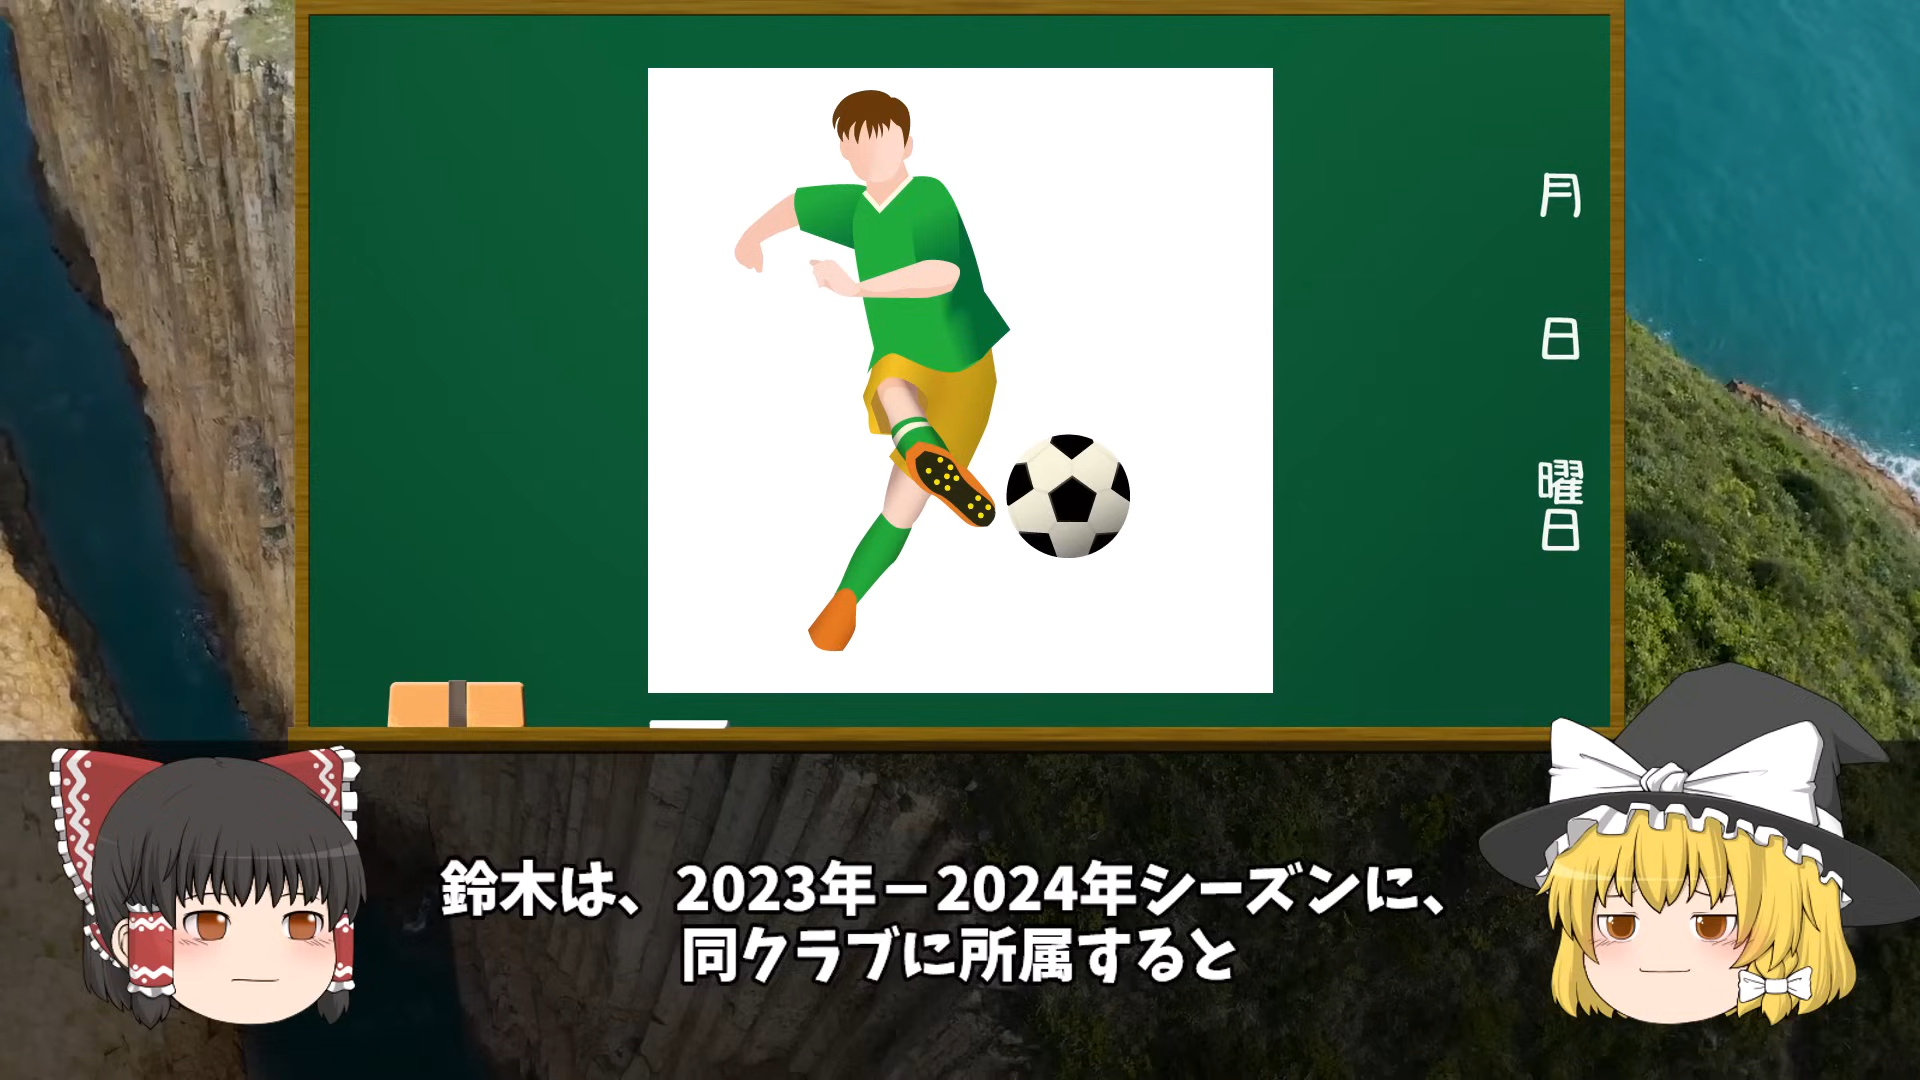 月
日
曜
日
鈴木は、2023年－2024年シーズンに、
同クラブに所属すると